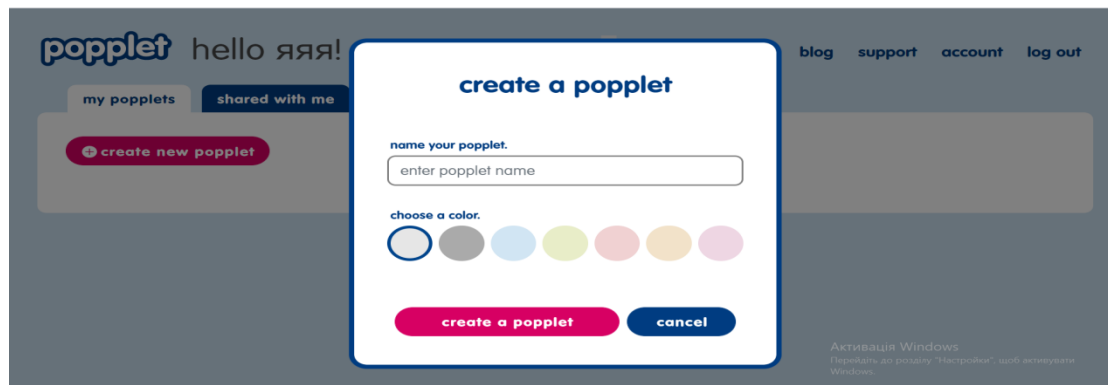 popplet hello яяя!
blog support account log out
my popplets shared with me
create new popplet
create a popplet
name your popplet.
enter popplet name
choose a color.
create a popplet cancel
Активація Windows
Перейдіть до розділу "Настройки", щоб активувати
Windows.